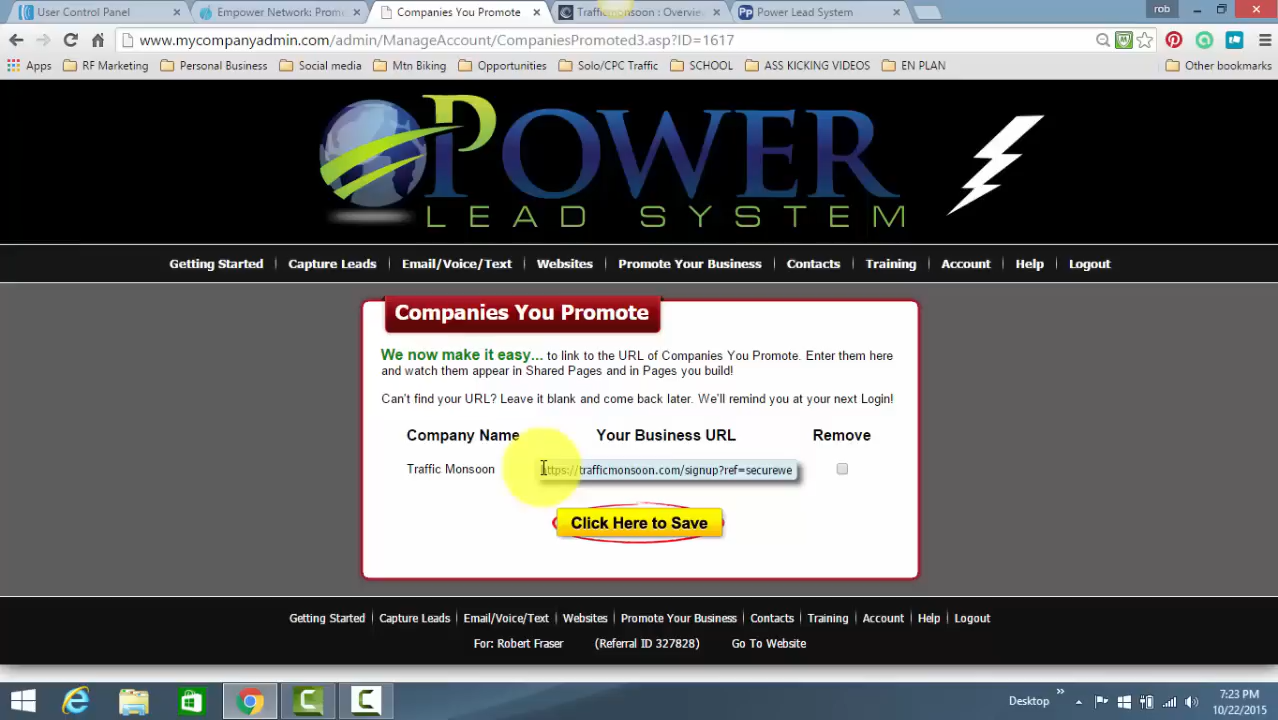 User Control Panel × Empower Network: Prom × Companies You Promote × Trafficmonsoon : Overvie × Power Lead System × rob
www.mycompanyadmin.com/admin/ManageAccount/CompaniesPromoted3.asp?ID=1617
Apps RF Marketing Personal Business Social media Mtn Biking Opportunities Solo/CPC Traffic SCHOOL ASS KICKING VIDEOS EN PLAN Other bookmarks
POWER
LEAD SYSTEM
Getting Started Capture Leads Email/Voice/Text Websites Promote Your Business Contacts Training Account Help Logout
Companies You Promote
We now make it easy... to link to the URL of Companies You Promote. Enter them here
and watch them appear in Shared Pages and in Pages you build!
Can't find your URL? Leave it blank and come back later. We'll remind you at your next Login!
Company Name Your Business URL Remove
Traffic Monsoon https://trafficmonsoon.com/signup?ref=securewe
Click Here to Save
Getting Started Capture Leads Email/Voice/Text Websites Promote Your Business Contacts Training Account Help Logout
For: Robert Fraser (Referral ID 327828) Go To Website
Desktop » 7:23 PM
10/22/2015